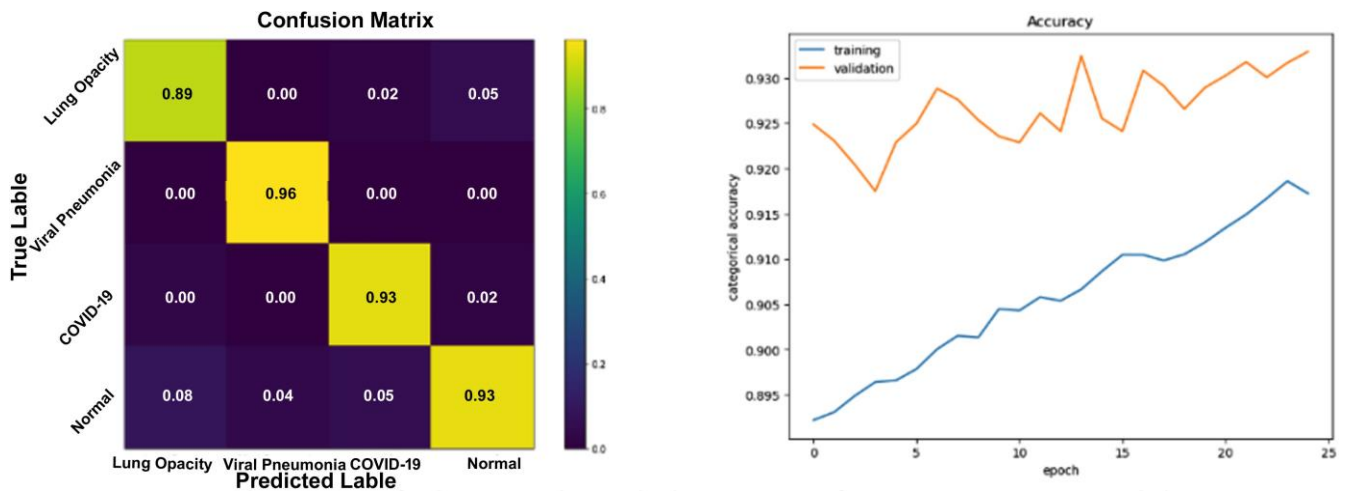 Confusion Matrix
True Lable
Lung Opacity
Viral Pneumonia
COVID-19
Normal
0.89 0.00 0.02 0.05
0.00 0.96 0.00 0.00
0.00 0.00 0.93 0.02
0.08 0.04 0.05 0.93
Lung Opacity Viral Pneumonia COVID-19 Normal
Predicted Lable
0.8
0.6
0.4
0.2
0.0
Accuracy
training
validation
categorical accuracy
0.930
0.925
0.920
0.915
0.910
0.905
0.900
0.895
0 5 10 15 20 25
epoch